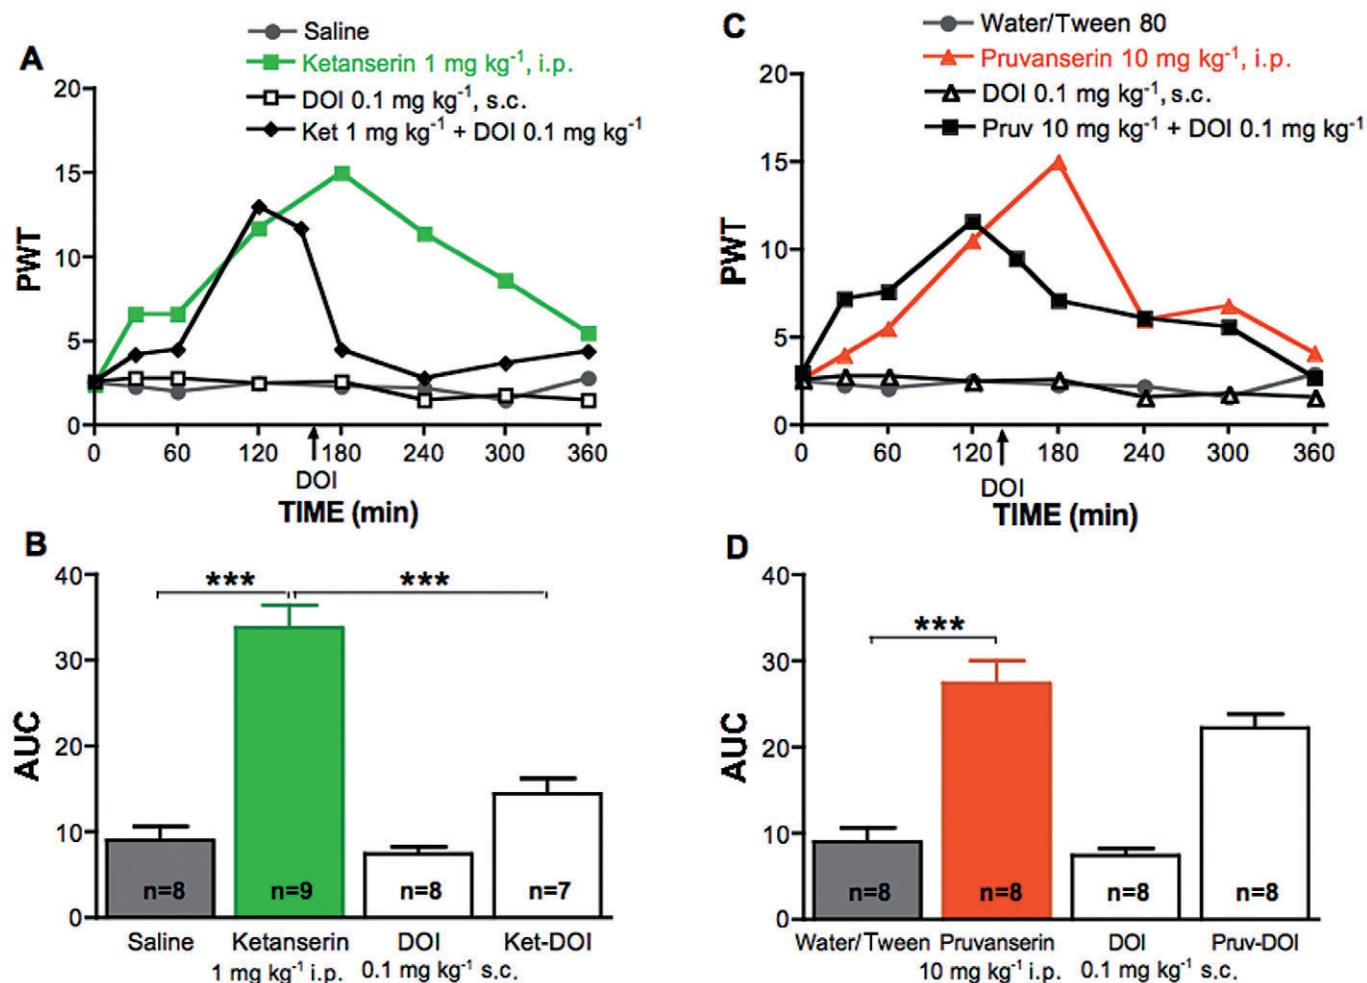 A
Saline
Ketanserin 1 mg kg⁻¹, i.p.
DOI 0.1 mg kg⁻¹, s.c.
Ket 1 mg kg⁻¹ + DOI 0.1 mg kg⁻¹
20
15
10
5
0
PWT
0 60 120 180 240 300 360
DOI
TIME (min)
C
Water/Tween 80
Pruvanserin 10 mg kg⁻¹, i.p.
DOI 0.1 mg kg⁻¹, s.c.
Pruv 10 mg kg⁻¹ + DOI 0.1 mg kg⁻¹
20
15
10
5
0
PWT
0 60 120 180 240 300 360
DOI
TIME (min)
B
40
30
20
10
0
AUC
*** ***
n=8 n=9 n=8 n=7
Saline Ketanserin DOI Ket-DOI
1 mg kg⁻¹ i.p. 0.1 mg kg⁻¹ s.c.
D
40
30
20
10
0
AUC
***
n=8 n=8 n=8 n=8
Water/Tween Pruvanserin DOI Pruv-DOI
10 mg kg⁻¹ i.p. 0.1 mg kg⁻¹ s.c.